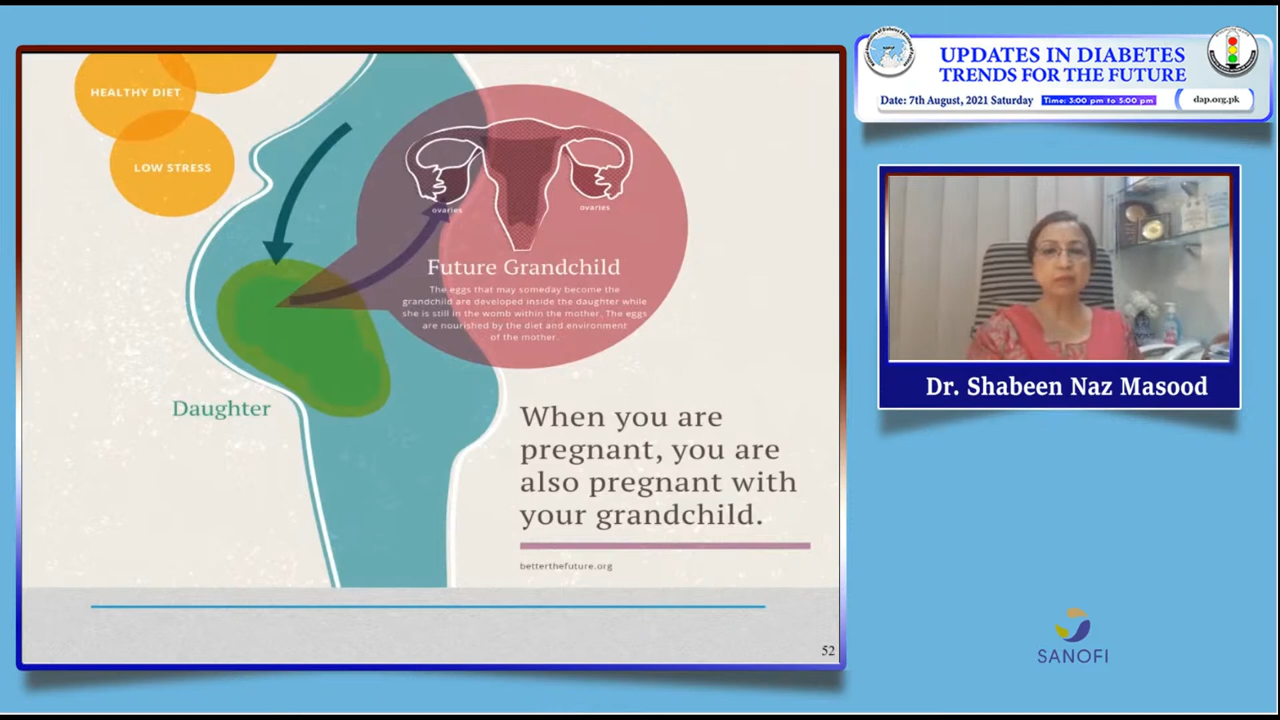 HEALTHY DIET
LOW STRESS
ovaries
ovaries
Future Grandchild
The eggs that may someday become the
grandchild are developed inside the daughter while
she is still in the womb within the mother. The eggs
are nourished by the diet and environment
of the mother.
Daughter
When you are
pregnant, you are
also pregnant with
your grandchild.
betterthefuture.org
52
UPDATES IN DIABETES
TRENDS FOR THE FUTURE
Date: 7th August, 2021 Saturday
Time: 3:00 pm to 5:00 pm
dap.org.pk
Dr. Shabeen Naz Masood
SANOFI